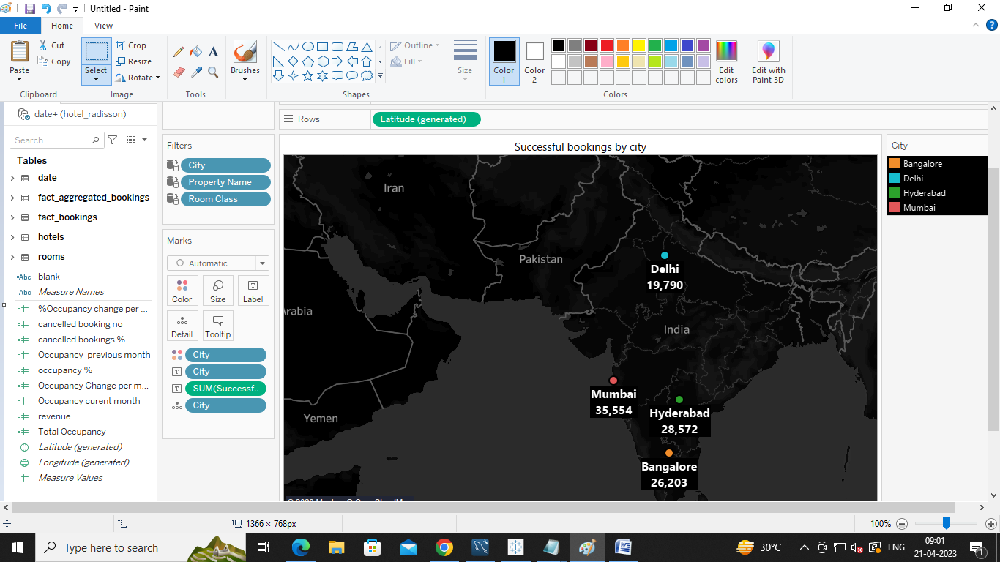 Untitled - Paint
File
Home
View
Paste
Cut
Copy
Clipboard
Select
Crop
Resize
Rotate
Image
A
Tools
Brushes
Shapes
Outline
Fill
Size
Color
1
Color
2
Colors
Edit
colors
Edit with
Paint 3D
date+ (hotel_radisson)
Search
Tables
date
fact_aggregated_bookings
fact_bookings
hotels
rooms
=Abc blank
Abc Measure Names
%Occupancy change per ...
cancelled booking no
cancelled bookings %
Occupancy previous month
occupancy %
Occupancy Change per m...
Occupancy curent month
revenue
Total Occupancy
Latitude (generated)
Longitude (generated)
Measure Values
Filters
City
Property Name
Room Class
Marks
Automatic
Color
Size
Label
Detail
Tooltip
City
City
SUM(Successf..
City
Rows
Latitude (generated)
Successful bookings by city
Iran
Pakistan
Delhi
19,790
rabia
India
Mumbai
35,554
Hyderabad
28,572
Yemen
Bangalore
26,203
© 2023 Mapbox © OpenStreetMap
City
Bangalore
Delhi
Hyderabad
Mumbai
1366 × 768px
100%
Type here to search
30°C
ENG
09:01
21-04-2023
1